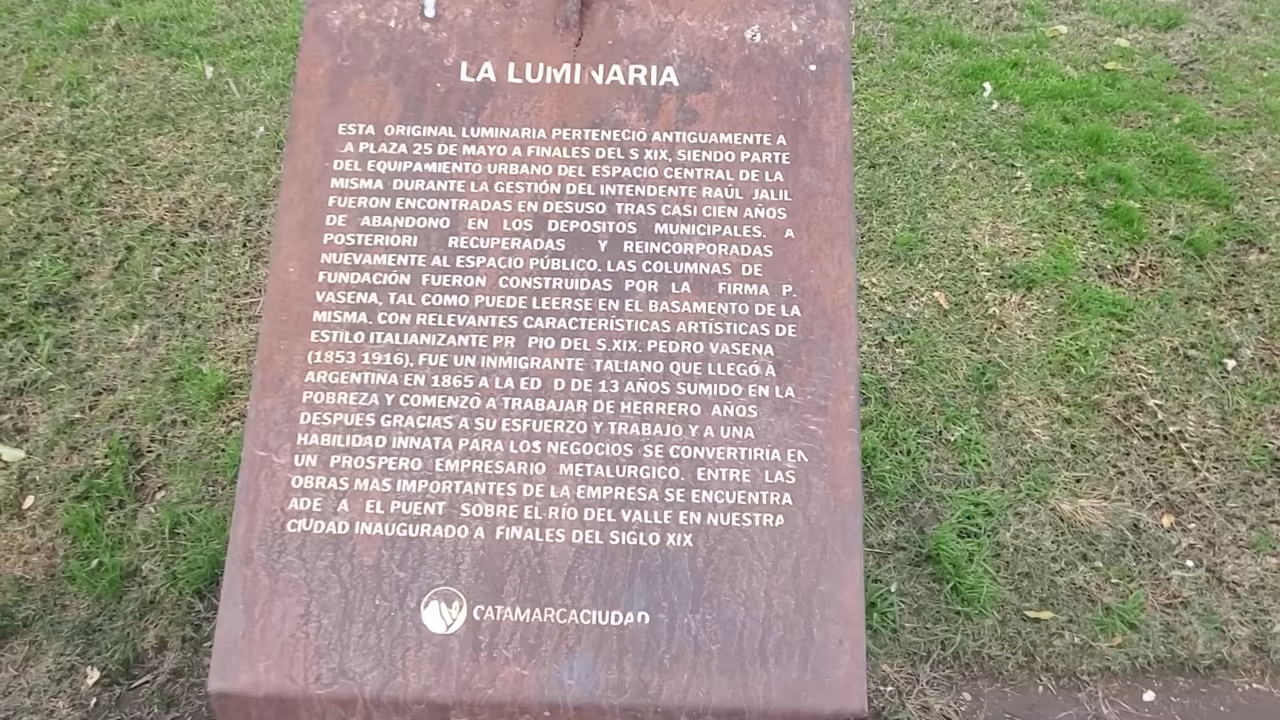 LA LUMINARIA
ESTA ORIGINAL LUMINARIA PERTENECIÓ ANTIGUAMENTE A
A PLAZA 25 DE MAYO A FINALES DEL S XIX, SIENDO PARTE
DEL EQUIPAMIENTO URBANO DEL ESPACIO CENTRAL DE LA
MISMA DURANTE LA GESTIÓN DEL INTENDENTE RAÚL JALIL
FUERON ENCONTRADAS EN DESUSO TRAS CASI CIEN AÑOS
DE ABANDONO EN LOS DEPOSITOS MUNICIPALES. A
POSTERIORI RECUPERADAS Y REINCORPORADAS
NUEVAMENTE AL ESPACIO PÚBLICO. LAS COLUMNAS DE
FUNDACIÓN FUERON CONSTRUIDAS POR LA FIRMA P.
VASENA, TAL COMO PUEDE LEERSE EN EL BASAMENTO DE LA
MISMA. CON RELEVANTES CARACTERÍSTICAS ARTÍSTICAS DE
ESTILO ITALIANIZANTE PR PIO DEL S.XIX. PEDRO VASENA
(1853 1916), FUE UN INMIGRANTE TALIANO QUE LLEGÓ A
ARGENTINA EN 1865 A LA ED D DE 13 AÑOS SUMIDO EN LA
POBREZA Y COMENZÓ A TRABAJAR DE HERRERO AÑOS
DESPUES GRACIAS A SU ESFUERZO Y TRABAJO Y A UNA
HABILIDAD INNATA PARA LOS NEGOCIOS SE CONVERTIRÍA EN
UN PROSPERO EMPRESARIO METALURGICO. ENTRE LAS
OBRAS MAS IMPORTANTES DE LA EMPRESA SE ENCUENTRA
ADE A EL PUENT SOBRE EL RÍO DEL VALLE EN NUESTRA
CIUDAD INAUGURADO A FINALES DEL SIGLO XIX
CATAMARCACIUDAD